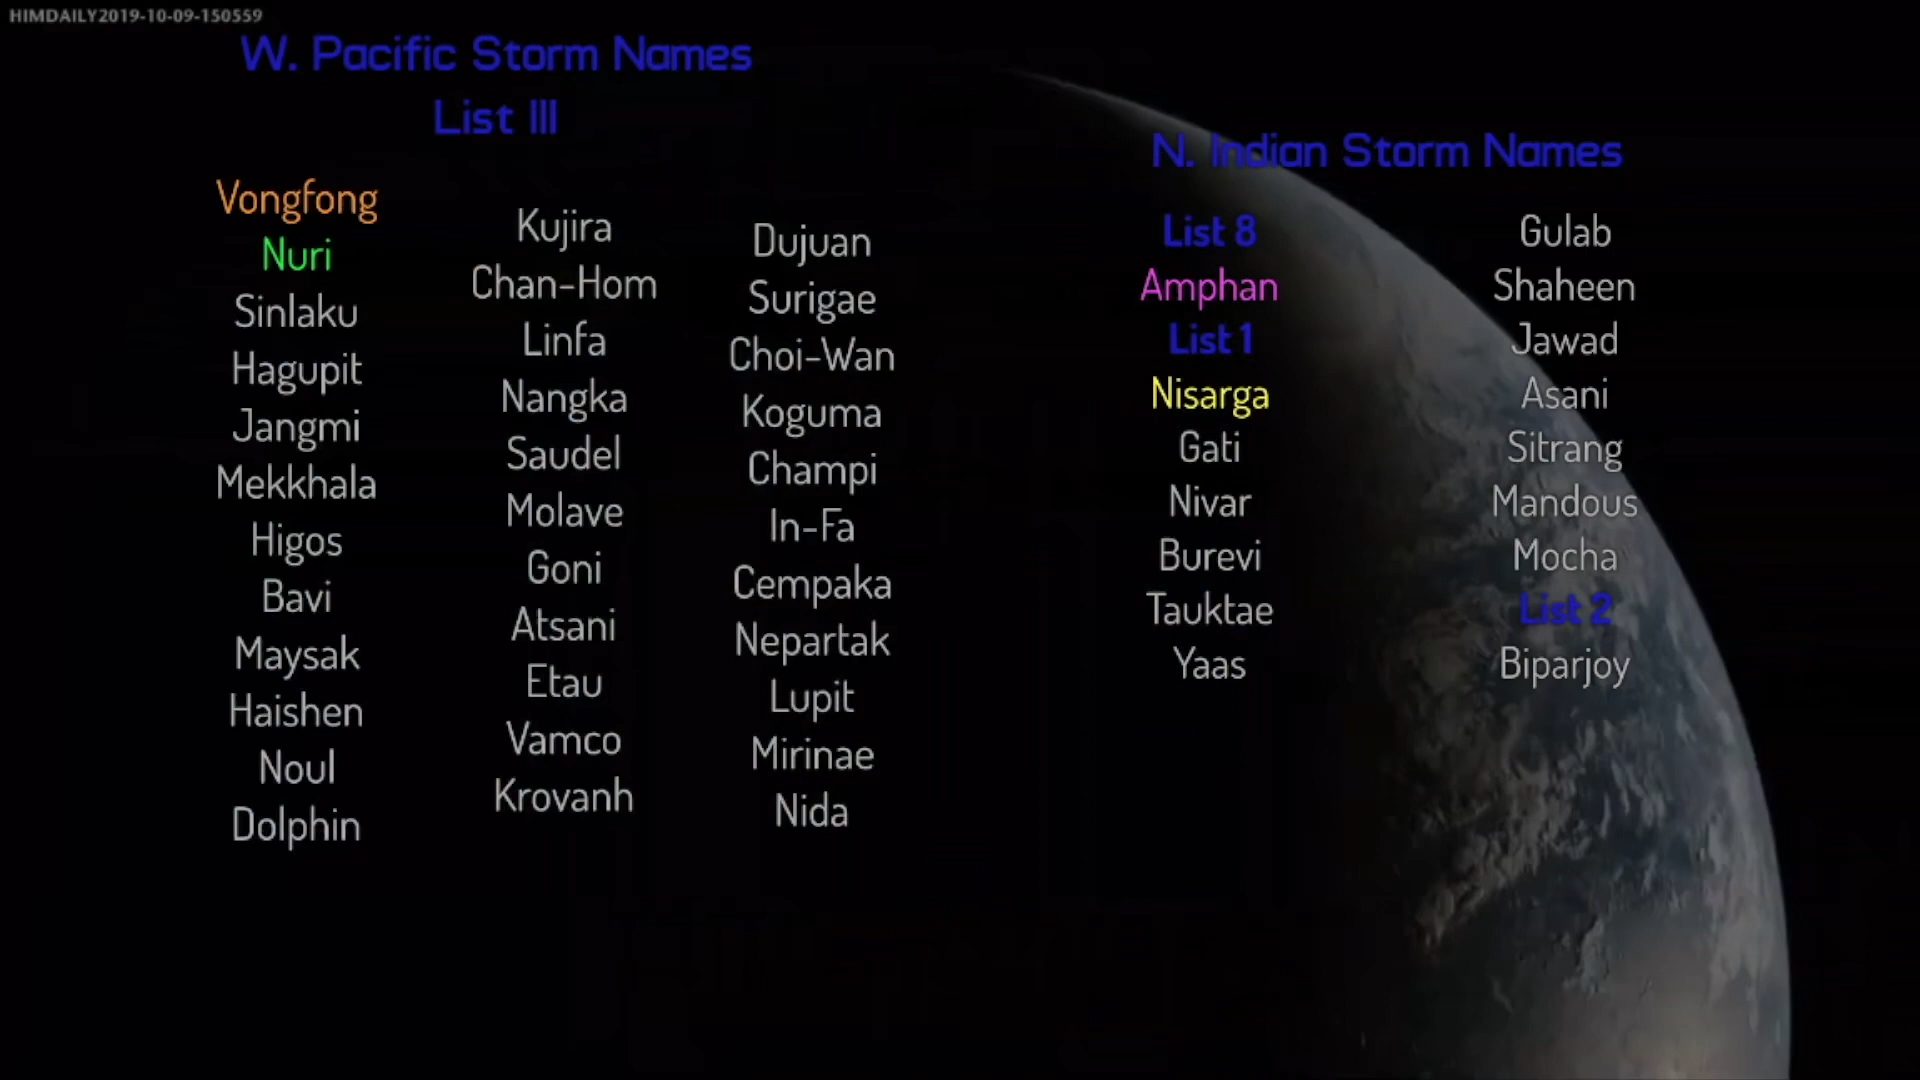 HIMDAILY2019-10-09-150559
W. Pacific Storm Names
List III
Vongfong
Nuri
Sinlaku
Hagupit
Jangmi
Mekkhala
Higos
Bavi
Maysak
Haishen
Noul
Dolphin
Kujira
Chan-Hom
Linfa
Nangka
Saudel
Molave
Goni
Atsani
Etau
Vamco
Krovanh
Dujuan
Surigae
Choi-Wan
Koguma
Champi
In-Fa
Cempaka
Nepartak
Lupit
Mirinae
Nida
N. Indian Storm Names
List 8
Amphan
List 1
Nisarga
Gati
Nivar
Burevi
Tauktae
Yaas
Gulab
Shaheen
Jawad
Asani
Sitrang
Mandous
Mocha
List 2
Biparjoy